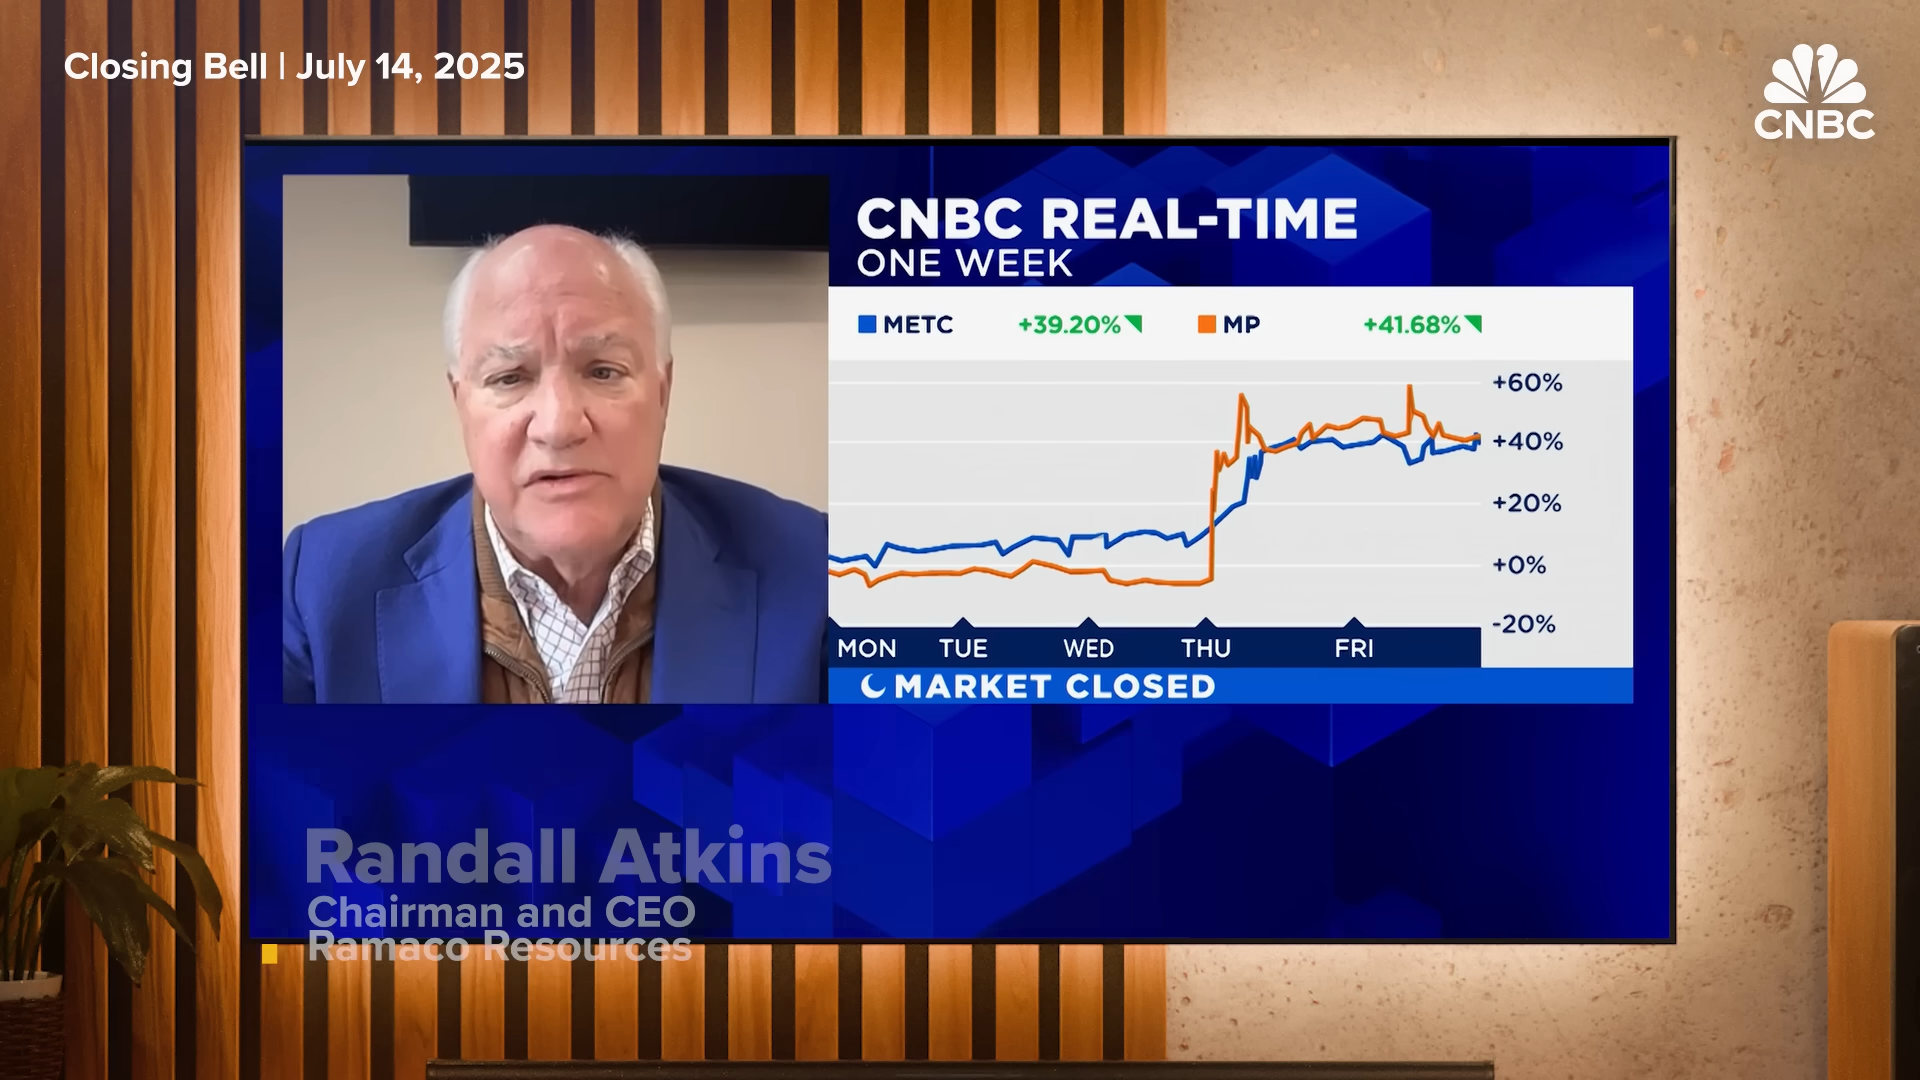 Closing Bell | July 14, 2025
CNBC
CNBC REAL-TIME
ONE WEEK
METC +39.20% MP +41.68%
+60%
+40%
+20%
+0%
-20%
MON TUE WED THU FRI
MARKET CLOSED
Randall Atkins
Chairman and CEO
Ramaco Resources